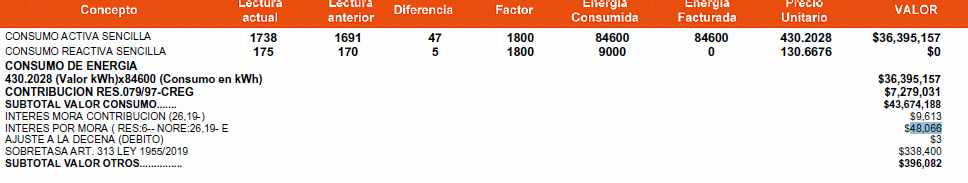 Concepto Lectura actual Lectura anterior Diferencia Factor Energía Consumida Energía Facturada Precio Unitario VALOR
CONSUMO ACTIVA SENCILLA 1738 1691 47 1800 84600 84600 430.2028 $36,395,157
CONSUMO REACTIVA SENCILLA 175 170 5 1800 9000 0 130.6676 $0
CONSUMO DE ENERGIA
430.2028 (Valor kWh)x84600 (Consumo en kWh) $36,395,157
CONTRIBUCION RES.079/97-CREG $7,279,031
SUBTOTAL VALOR CONSUMO....... $43,674,188
INTERES MORA CONTRIBUCION (26,19-) $9,613
INTERES POR MORA ( RES:6-- NORE:26,19- E $48,066
AJUSTE A LA DECENA (DEBITO) $3
SOBRETASA ART. 313 LEY 1955/2019 $338,400
SUBTOTAL VALOR OTROS............... $396,082